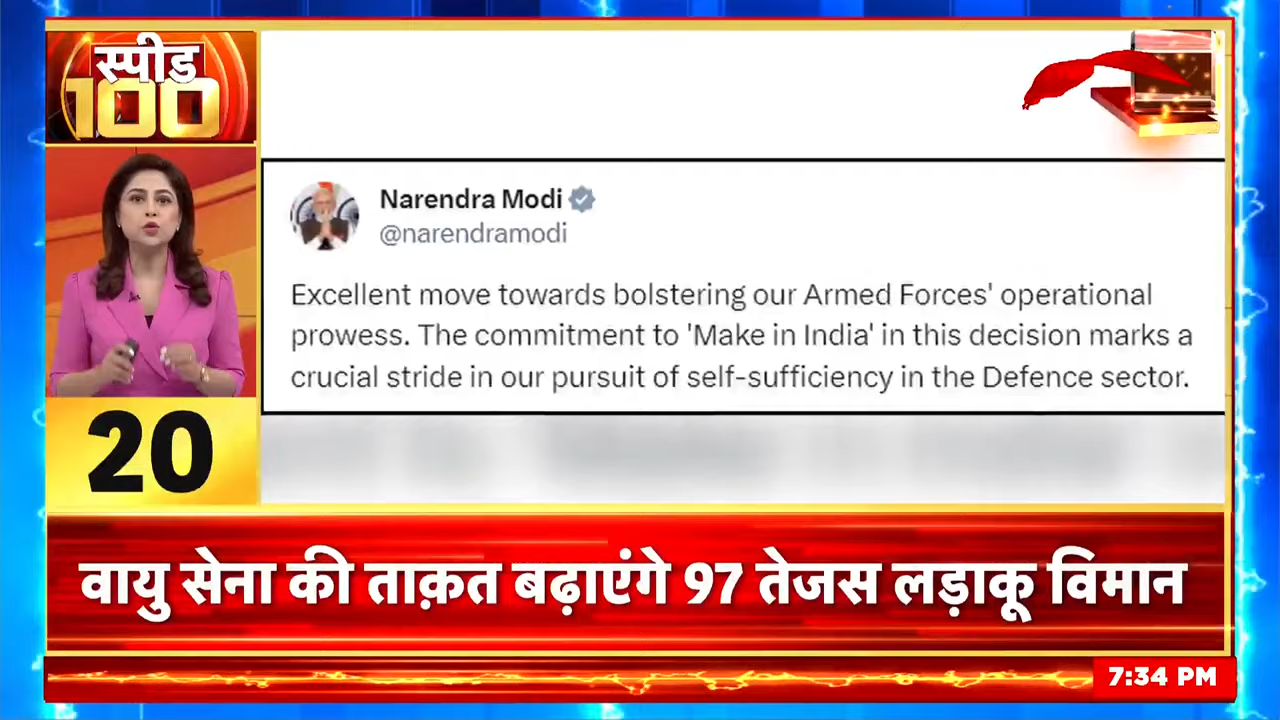 स्पीड
100
Narendra Modi
@narendramodi
Excellent move towards bolstering our Armed Forces' operational
prowess. The commitment to 'Make in India' in this decision marks a
crucial stride in our pursuit of self-sufficiency in the Defence sector.
20
वायु सेना की ताक़त बढ़ाएंगे 97 तेजस लड़ाकू विमान
7:34 PM